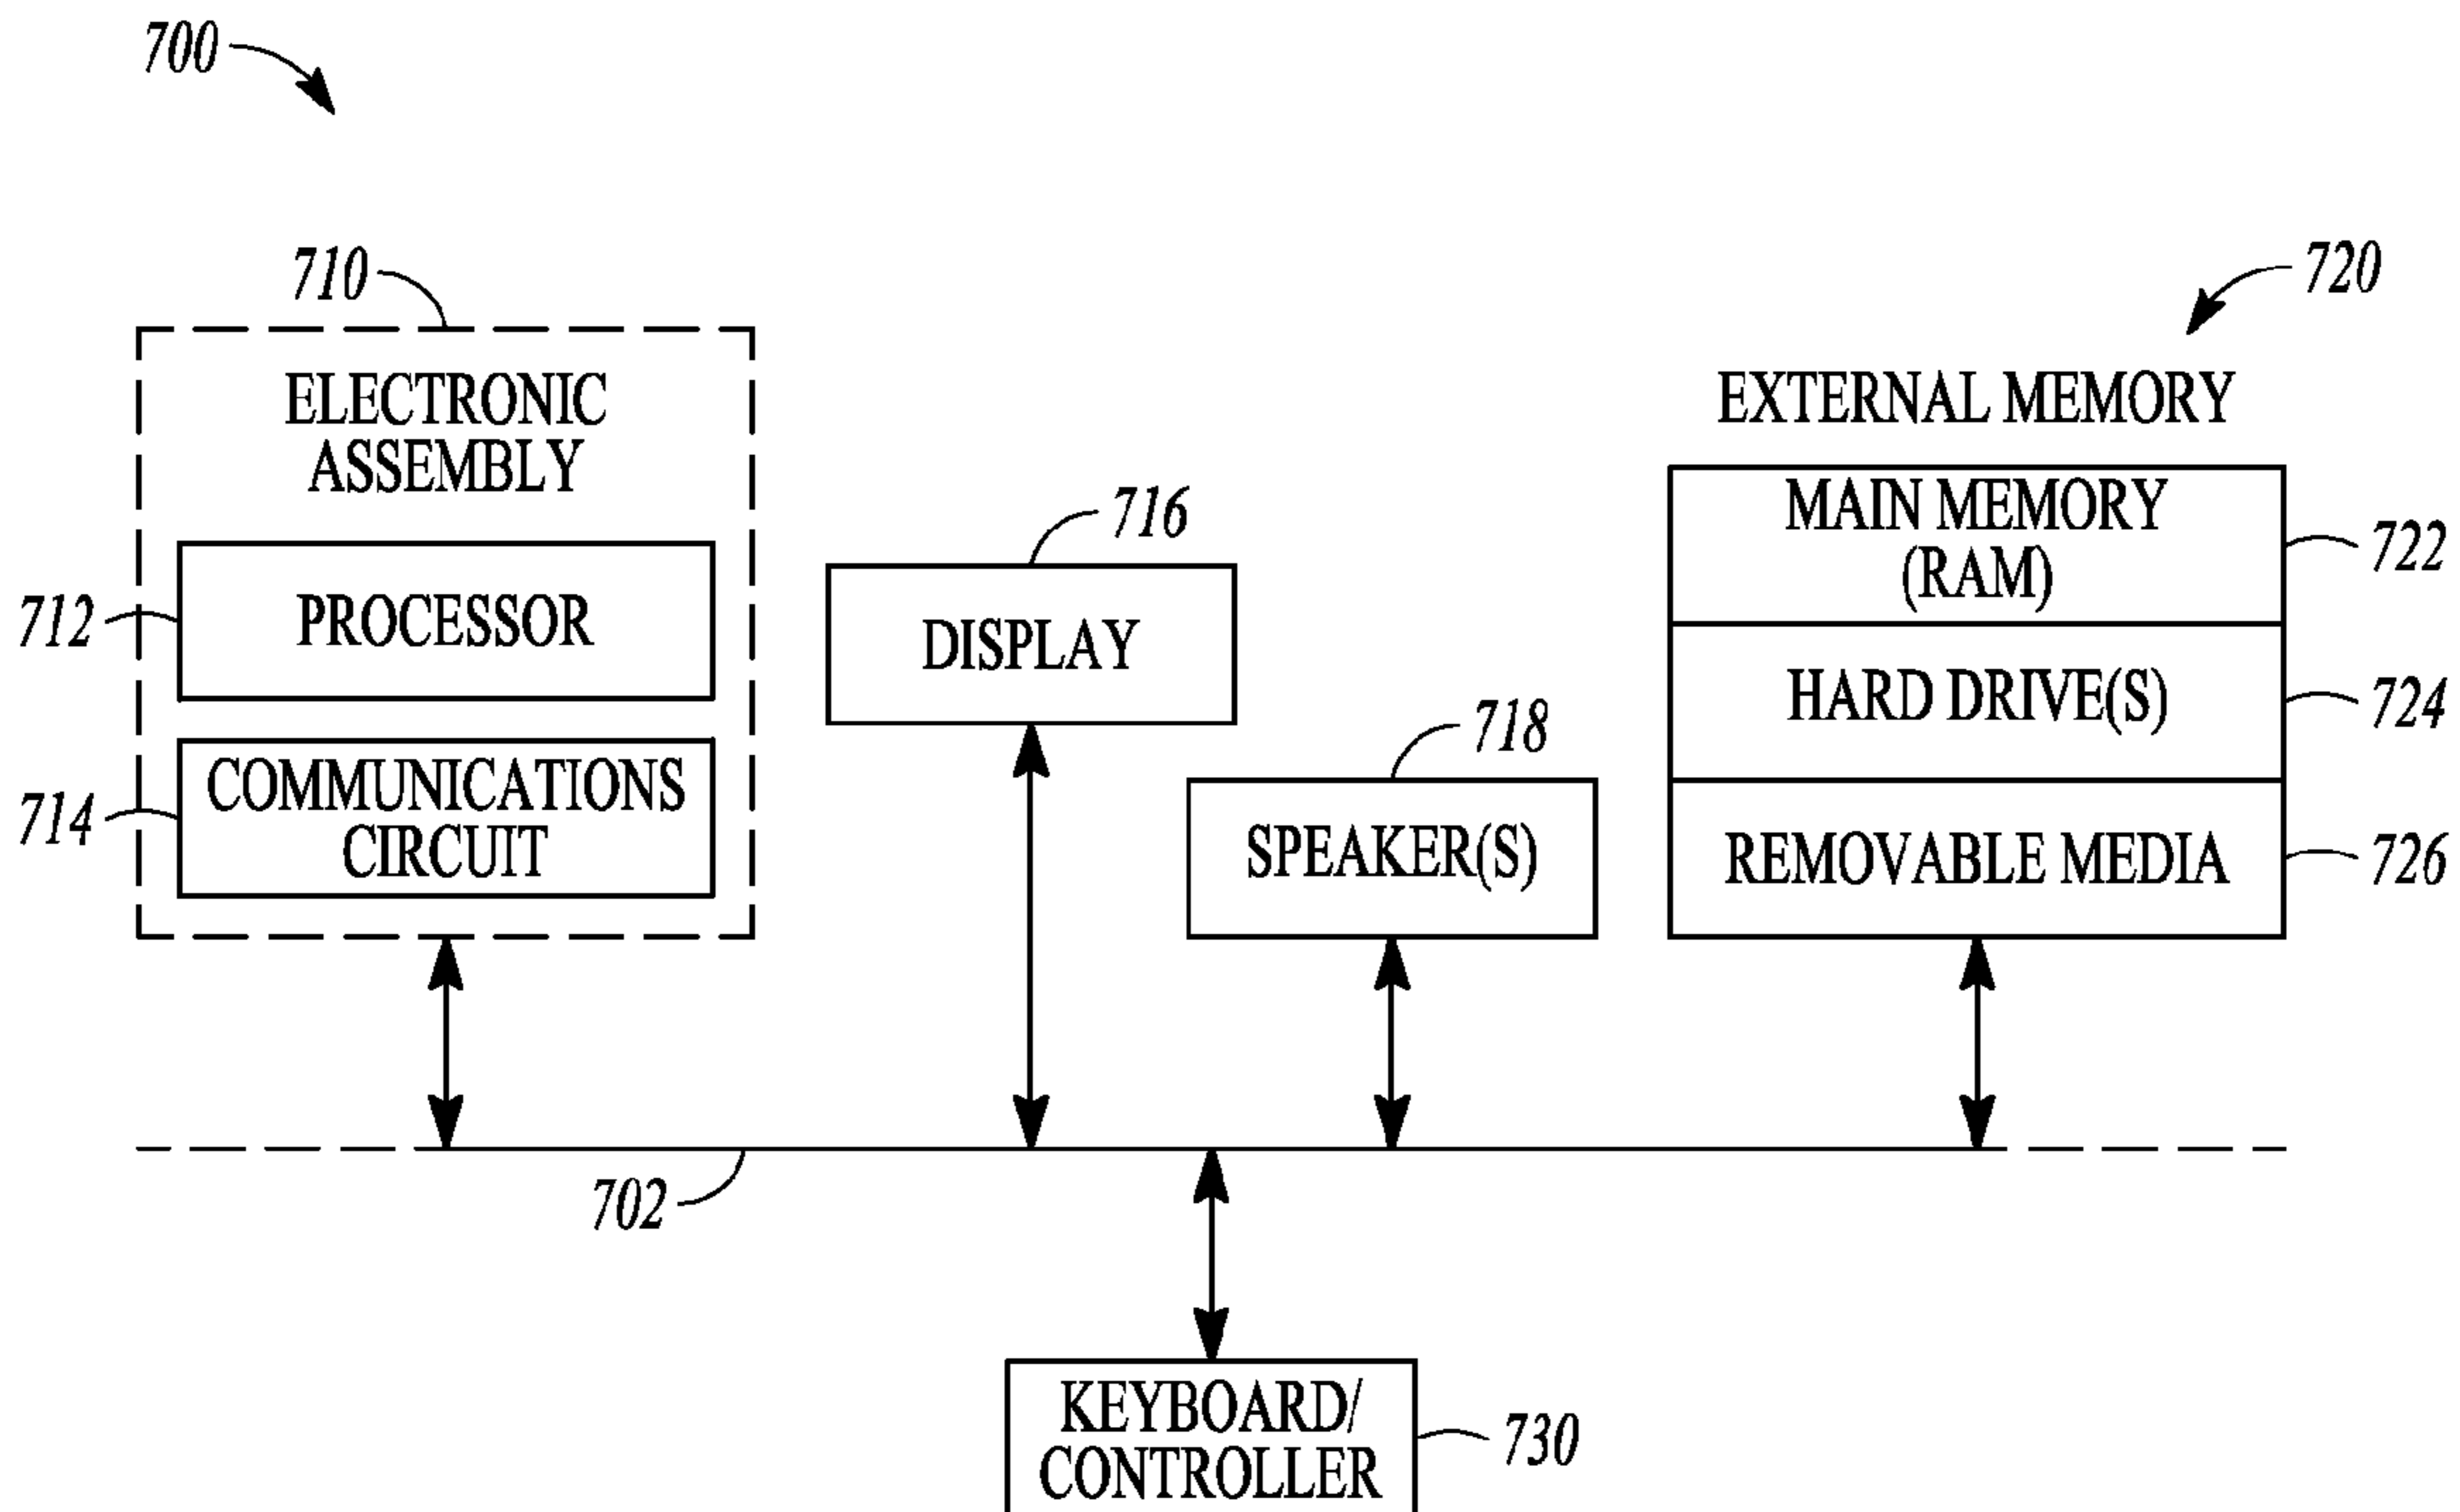 700
710
720
ELECTRONIC
ASSEMBLY
EXTERNAL MEMORY
716
MAIN MEMORY
(RAM)
722
712
PROCESSOR
DISPLAY
HARD DRIVE(S)
724
718
714
COMMUNICATIONS
CIRCUIT
SPEAKER(S)
REMOVABLE MEDIA
726
702
KEYBOARD/
CONTROLLER
730